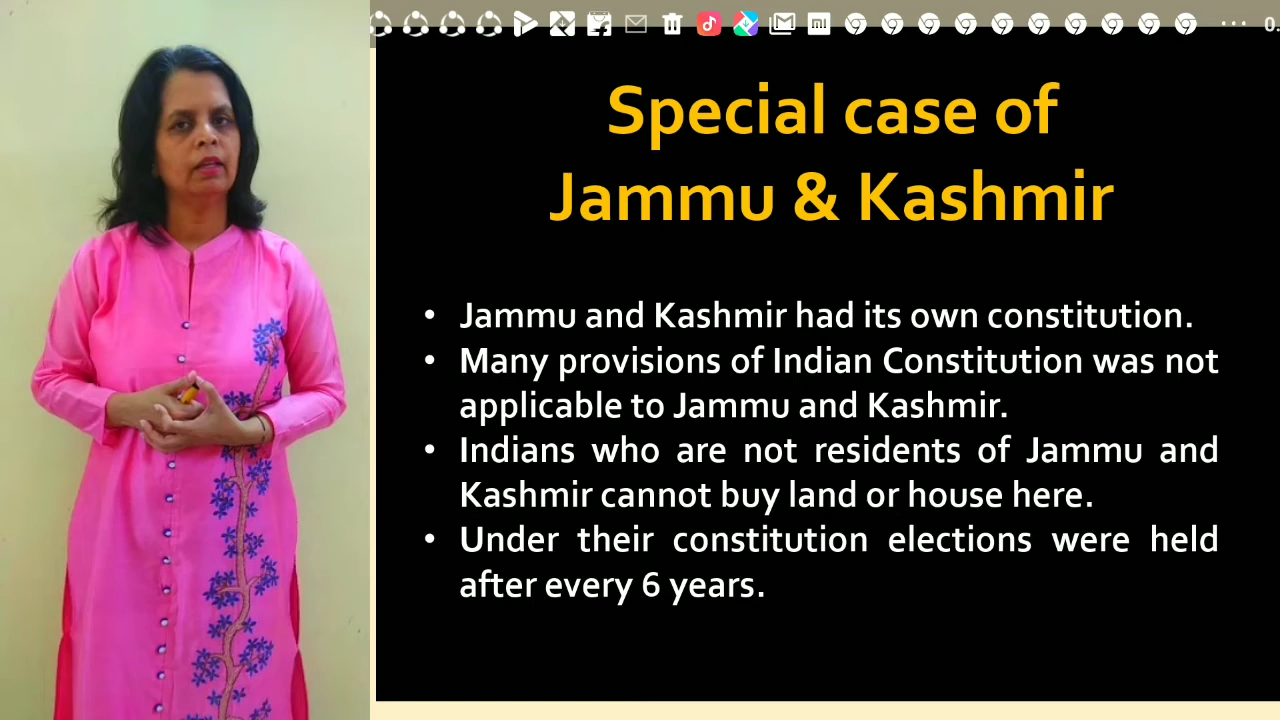 Special case of
Jammu & Kashmir
• Jammu and Kashmir had its own constitution.
• Many provisions of Indian Constitution was not
applicable to Jammu and Kashmir.
• Indians who are not residents of Jammu and
Kashmir cannot buy land or house here.
• Under their constitution elections were held
after every 6 years.